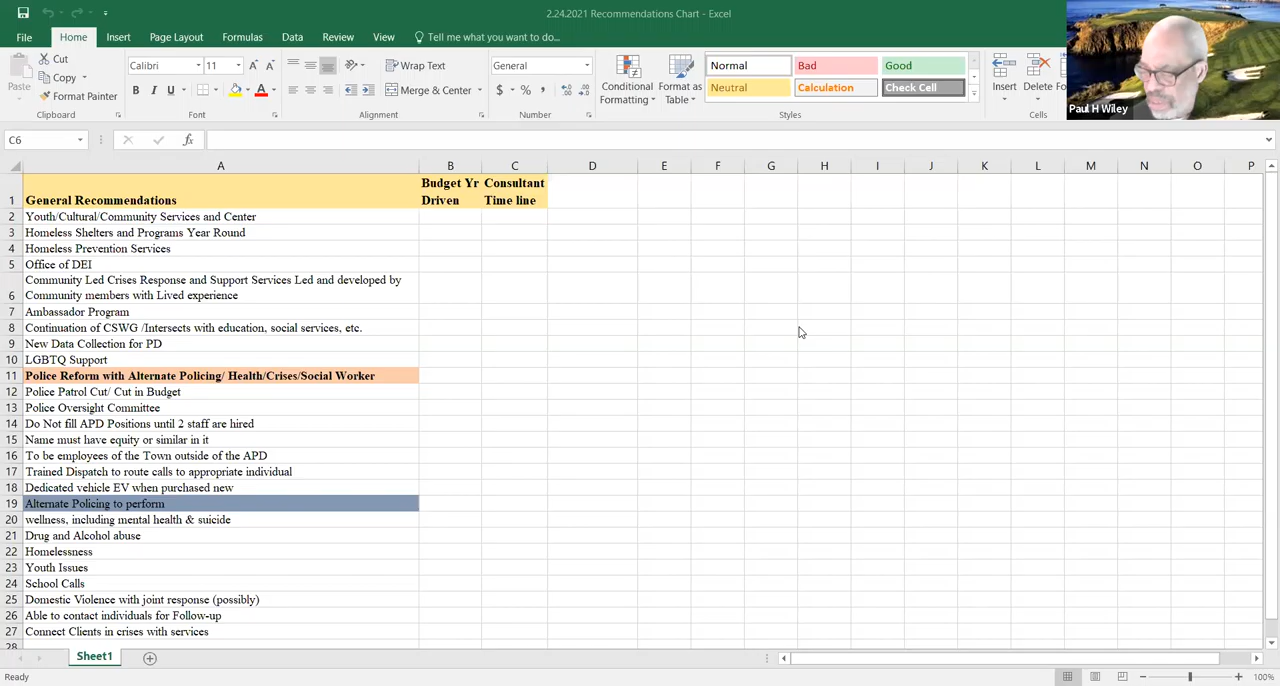 2.24.2021 Recommendations Chart - Excel
File Home Insert Page Layout Formulas Data Review View Tell me what you want to do...
Paste
Cut
Copy
Format Painter
Clipboard
Calibri 11
B I U
Font
Wrap Text
Merge & Center
Alignment
General
$ % ,
Number
Conditional Formatting
Format as Table
Normal Bad Good
Neutral Calculation Check Cell
Styles
Insert Delete Fo
Cells
Paul H Wiley
C6 fx
A B C D E F G H I J K L M N O P
1 General Recommendations Budget Yr Driven Consultant Time line
2 Youth/Cultural/Community Services and Center
3 Homeless Shelters and Programs Year Round
4 Homeless Prevention Services
5 Office of DEI
Community Led Crises Response and Support Services Led and developed by
6 Community members with Lived experience
7 Ambassador Program
8 Continuation of CSWG /Intersects with education, social services, etc.
9 New Data Collection for PD
10 LGBTQ Support
11 Police Reform with Alternate Policing/ Health/Crises/Social Worker
12 Police Patrol Cut/ Cut in Budget
13 Police Oversight Committee
14 Do Not fill APD Positions until 2 staff are hired
15 Name must have equity or similar in it
16 To be employees of the Town outside of the APD
17 Trained Dispatch to route calls to appropriate individual
18 Dedicated vehicle EV when purchased new
19 Alternate Policing to perform
20 wellness, including mental health & suicide
21 Drug and Alcohol abuse
22 Homelessness
23 Youth Issues
24 School Calls
25 Domestic Violence with joint response (possibly)
26 Able to contact individuals for Follow-up
27 Connect Clients in crises with services
28
Sheet1
Ready
100%